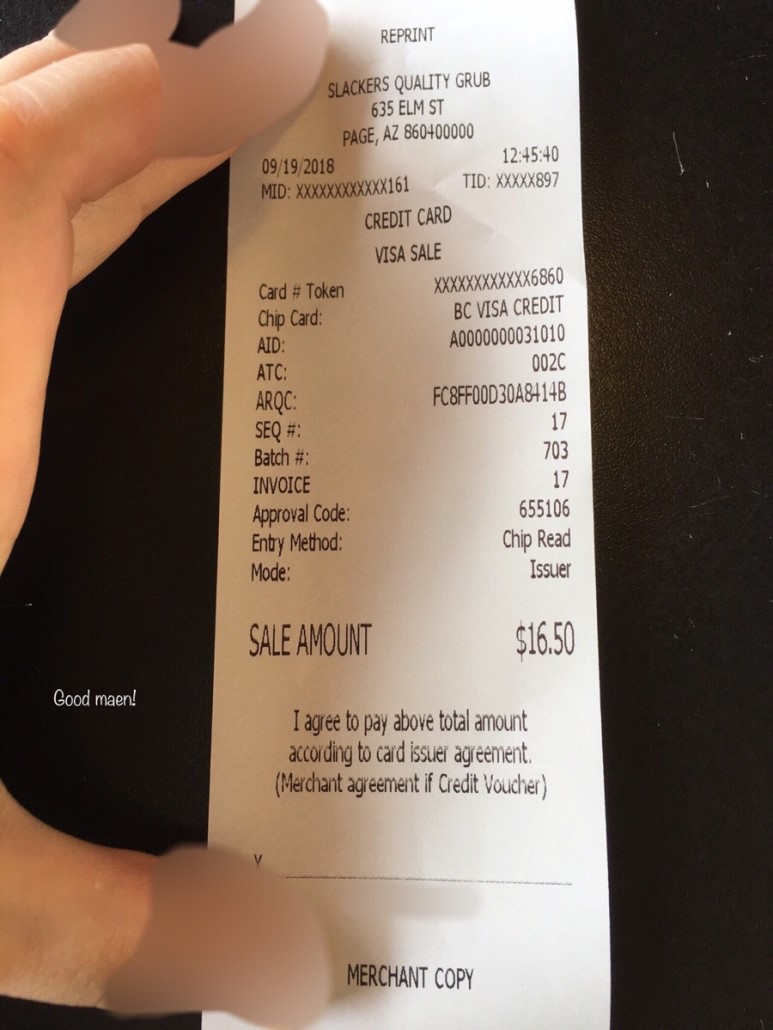 REPRINT
SLACKERS QUALITY GRUB
635 ELM ST
PAGE, AZ 860400000
09/19/2018 12:45:40
MID: XXXXXXXXXXXX161 TID: XXXXX897
CREDIT CARD
VISA SALE
Card # Token XXXXXXXXXXXX6860
Chip Card: BC VISA CREDIT
AID: A0000000031010
ATC: 002C
ARQC: FC8FF00D30A8414B
SEQ #: 17
Batch #: 703
INVOICE 17
Approval Code: 655106
Entry Method: Chip Read
Mode: Issuer
SALE AMOUNT $16.50
Good maen!
I agree to pay above total amount
according to card issuer agreement.
(Merchant agreement if Credit Voucher)
X
MERCHANT COPY